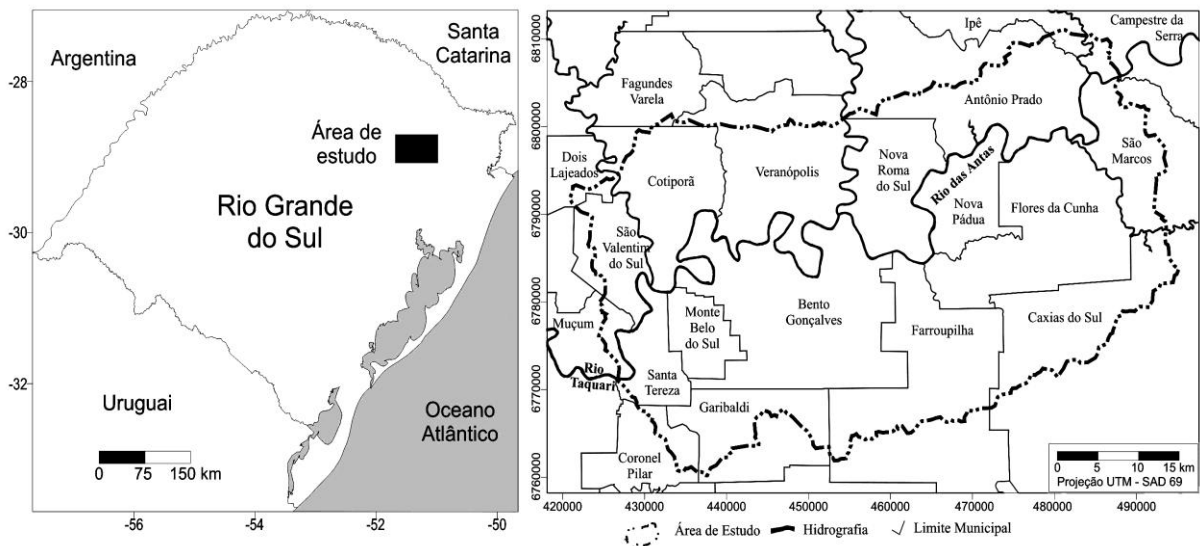 Argentina
Santa
Catarina
Área de
estudo
Rio Grande
do Sul
Uruguai
Oceano
Atlântico
0 75 150 km
-28
-30
-32
-56 -54 -52 -50
Ipê
Campestre da
Serra
Fagundes
Varela
Antônio Prado
Dois
Lajeados
Cotiporã
Veranópolis
Nova
Roma
do Sul
Rio das Antas
São
Marcos
Nova
Pádua
Flores da Cunha
São
Valentim
do Sul
Muçum
Monte
Belo
do Sul
Bento
Gonçalves
Farroupilha
Caxias do Sul
Rio
Taquari
Santa
Tereza
Garibaldi
Coronel
Pilar
0 5 10 15 km
Projeção UTM - SAD 69
6810000
6800000
6790000
6780000
6770000
6760000
420000 430000 440000 450000 460000 470000 480000 490000
Área de Estudo Hidrografia Limite Municipal